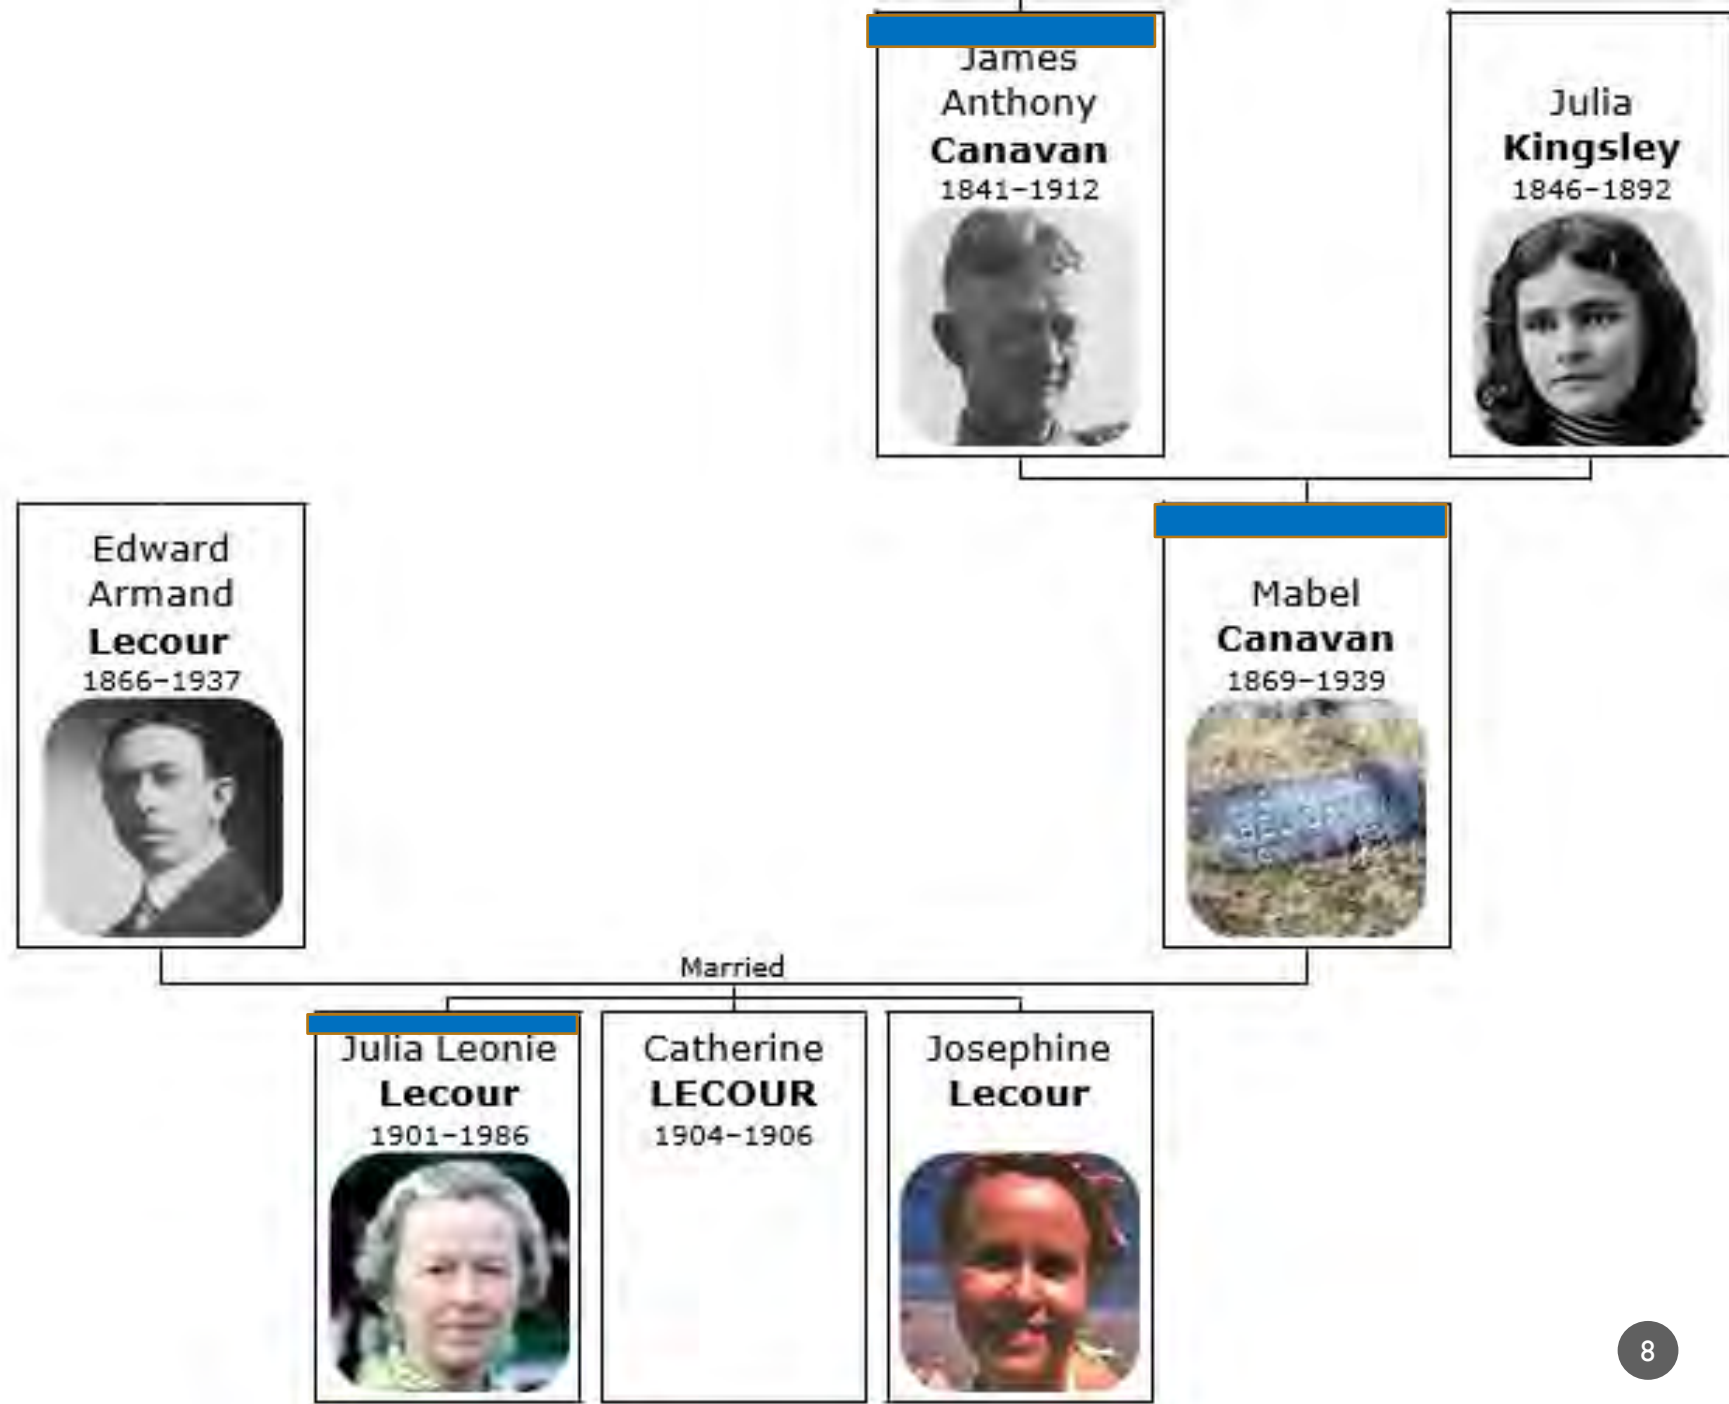 James
Anthony
Canavan
1841–1912
Julia
Kingsley
1846–1892
Edward
Armand
Lecour
1866–1937
Mabel
Canavan
1869–1939
Married
Julia Leonie
Lecour
1901–1986
Catherine
LECOUR
1904–1906
Josephine
Lecour
8